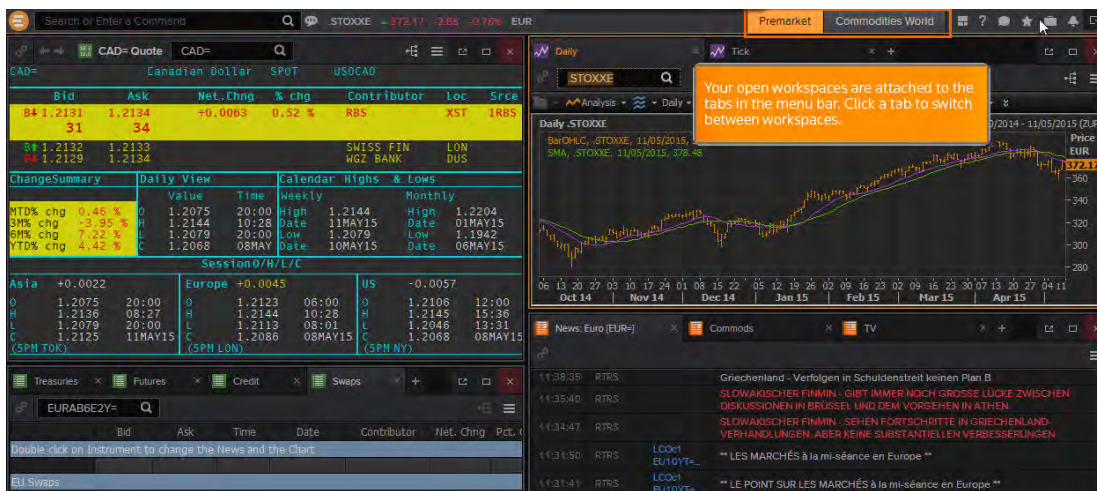 Search or Enter a Command .STOXXE 372.17 -2.85 -0.76% EUR Premarket Commodities World ?
CAD= Quote CAD=
CAD= Canadian Dollar SPOT USDCAD
Bid Ask Net.Chng % chg Contributor Loc Srce
B 1.2131 1.2134 +0.0063 0.52 % RBS XST 1RBS
31 34
B 1.2132 1.2133 SWISS FIN LON
B 1.2129 1.2134 WGZ BANK DUS
ChangeSummary Daily View Calendar Highs & Lows
Value Time Weekly Monthly
MTD% chg 0.46 % O 1.2075 20:00 High 1.2144 High 1.2204
3M% chg -3.95 % H 1.2144 10:28 Date 11MAY15 Date 01MAY15
6M% chg 7.22 % L 1.2079 20:00 Low 1.2079 Low 1.1942
YTD% chg 4.42 % C 1.2068 08MAY Date 10MAY15 Date 06MAY15
Session O/H/L/C
Asia +0.0022 Europe +0.0045 US -0.0057
O 1.2075 20:00 O 1.2123 06:00 O 1.2106 12:00
H 1.2136 08:27 H 1.2144 10:28 H 1.2145 15:36
L 1.2079 20:00 L 1.2113 08:01 L 1.2046 13:31
C 1.2125 11MAY15 C 1.2086 08MAY15 C 1.2068 08MAY15
(5PM TOK) (5PM LON) (5PM NY)
Treasuries Futures Credit Swaps
EURAB6E2Y=
Bid Ask Time Date Contributor Net. Chng Pct.
Double click on Instrument to change the News and the Chart
EU Swaps
Daily Tick
STOXXE
Your open workspaces are attached to the
tabs in the menu bar. Click a tab to switch
between workspaces.
Analysis Daily
Daily .STOXXE /2014 - 11/05/2015 (ZUR
BarOHLC, .STOXXE, 11/05/2015, Price
SMA, .STOXXE, 11/05/2015, 378.48 EUR
372.17
360
340
320
300
280
06 13 20 27 03 10 17 24 01 08 15 22 05 12 19 26 02 09 16 23 02 09 16 23 30 07 13 20 27 04 11
Oct 14 Nov 14 Dec 14 Jan 15 Feb 15 Mar 15 Apr 15
News: Euro [EUR=] Commods TV
11:38:35 RTRS Griechenland - Verfolgen in Schuldenstreit keinen Plan B
11:35:40 RTRS SLOWAKISCHER FINMIN - GIBT IMMER NOCH GROSSE LÜCKE ZWISCHEN
DISKUSSIONEN IN BRÜSSEL UND DEM VORGEHEN IN ATHEN
11:34:47 RTRS SLOWAKISCHER FINMIN - SEHEN FORTSCHRITTE IN GRIECHENLAND-
VERHANDLUNGEN, ABER KEINE SUBSTANTIELLEN VERBESSERUNGEN
11:31:50 RTRS LCOc1 ** LES MARCHÉS à la mi-séance en Europe **
EU10YT=...
11:31:41 RTRS LCOc1 ** LE POINT SUR LES MARCHÉS à la mi-séance en Europe **
EU10YT=